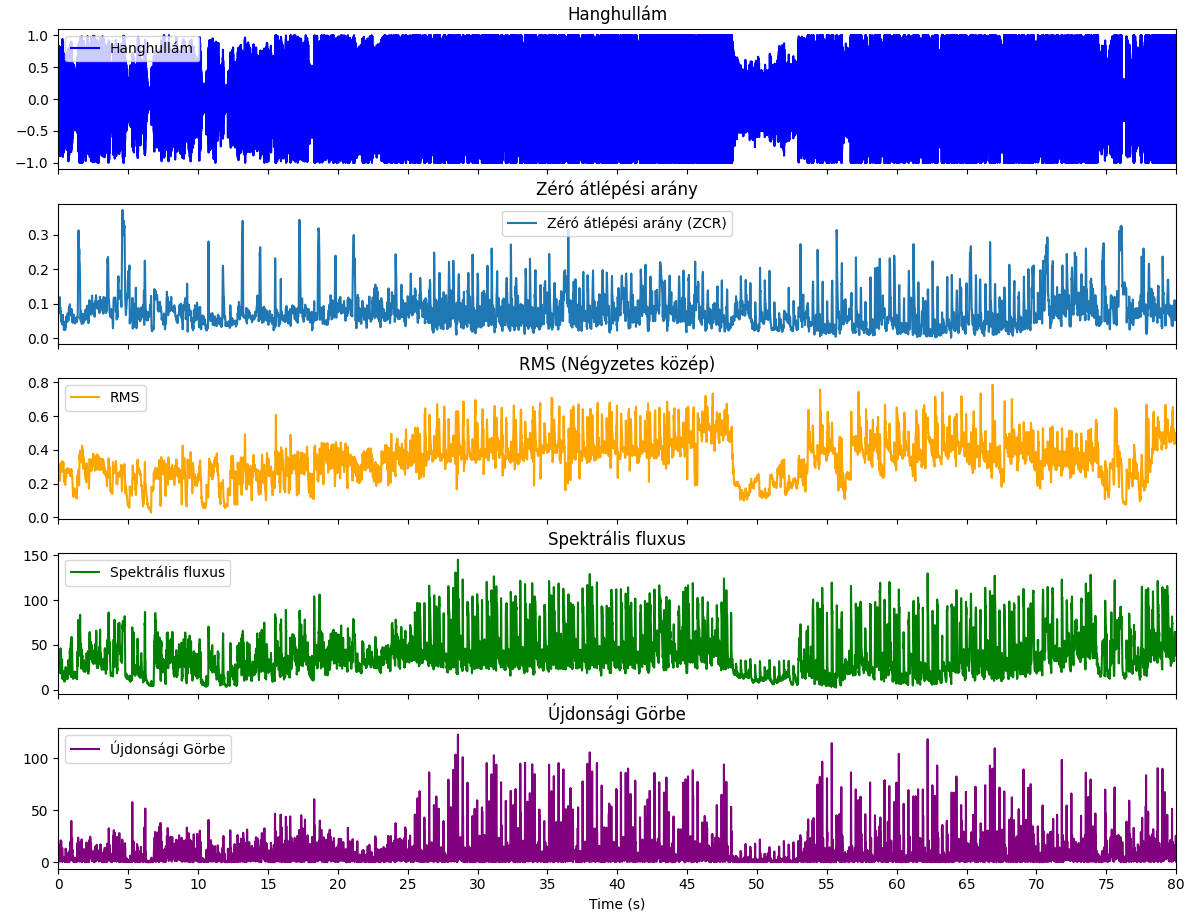 Hanghullám
1.0
0.5
0.0
−0.5
−1.0
Hanghullám
Zéró átlépési arány
0.3
0.2
0.1
0.0
Zéró átlépési arány (ZCR)
RMS (Négyzetes közép)
0.8
0.6
0.4
0.2
0.0
RMS
Spektrális fluxus
150
100
50
0
Spektrális fluxus
Újdonsági Görbe
100
50
0
Újdonsági Görbe
0 5 10 15 20 25 30 35 40 45 50 55 60 65 70 75 80
Time (s)